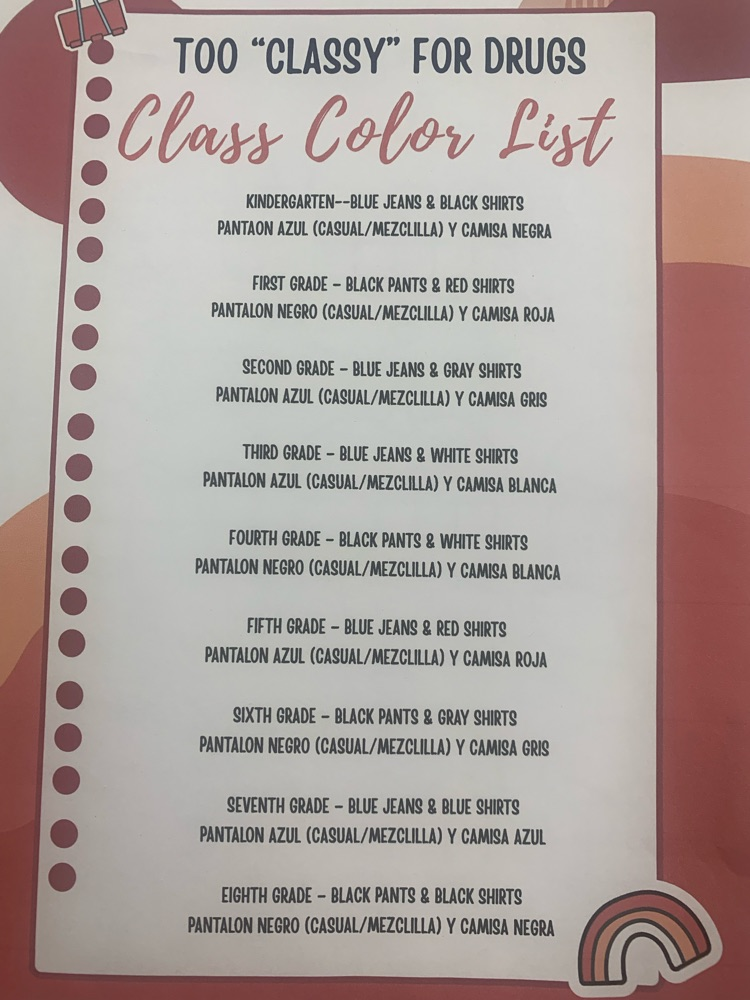 TOO “CLASSY” FOR DRUGS
Class Color List
KINDERGARTEN--BLUE JEANS & BLACK SHIRTS
PANTAON AZUL (CASUAL/MEZCLILLA) Y CAMISA NEGRA
FIRST GRADE – BLACK PANTS & RED SHIRTS
PANTALON NEGRO (CASUAL/MEZCLILLA) Y CAMISA ROJA
SECOND GRADE – BLUE JEANS & GRAY SHIRTS
PANTALON AZUL (CASUAL/MEZCLILLA) Y CAMISA GRIS
THIRD GRADE – BLUE JEANS & WHITE SHIRTS
PANTALON AZUL (CASUAL/MEZCLILLA) Y CAMISA BLANCA
FOURTH GRADE – BLACK PANTS & WHITE SHIRTS
PANTALON NEGRO (CASUAL/MEZCLILLA) Y CAMISA BLANCA
FIFTH GRADE – BLUE JEANS & RED SHIRTS
PANTALON AZUL (CASUAL/MEZCLILLA) Y CAMISA ROJA
SIXTH GRADE – BLACK PANTS & GRAY SHIRTS
PANTALON NEGRO (CASUAL/MEZCLILLA) Y CAMISA GRIS
SEVENTH GRADE – BLUE JEANS & BLUE SHIRTS
PANTALON AZUL (CASUAL/MEZCLILLA) Y CAMISA AZUL
EIGHTH GRADE – BLACK PANTS & BLACK SHIRTS
PANTALON NEGRO (CASUAL/MEZCLILLA) Y CAMISA NEGRA